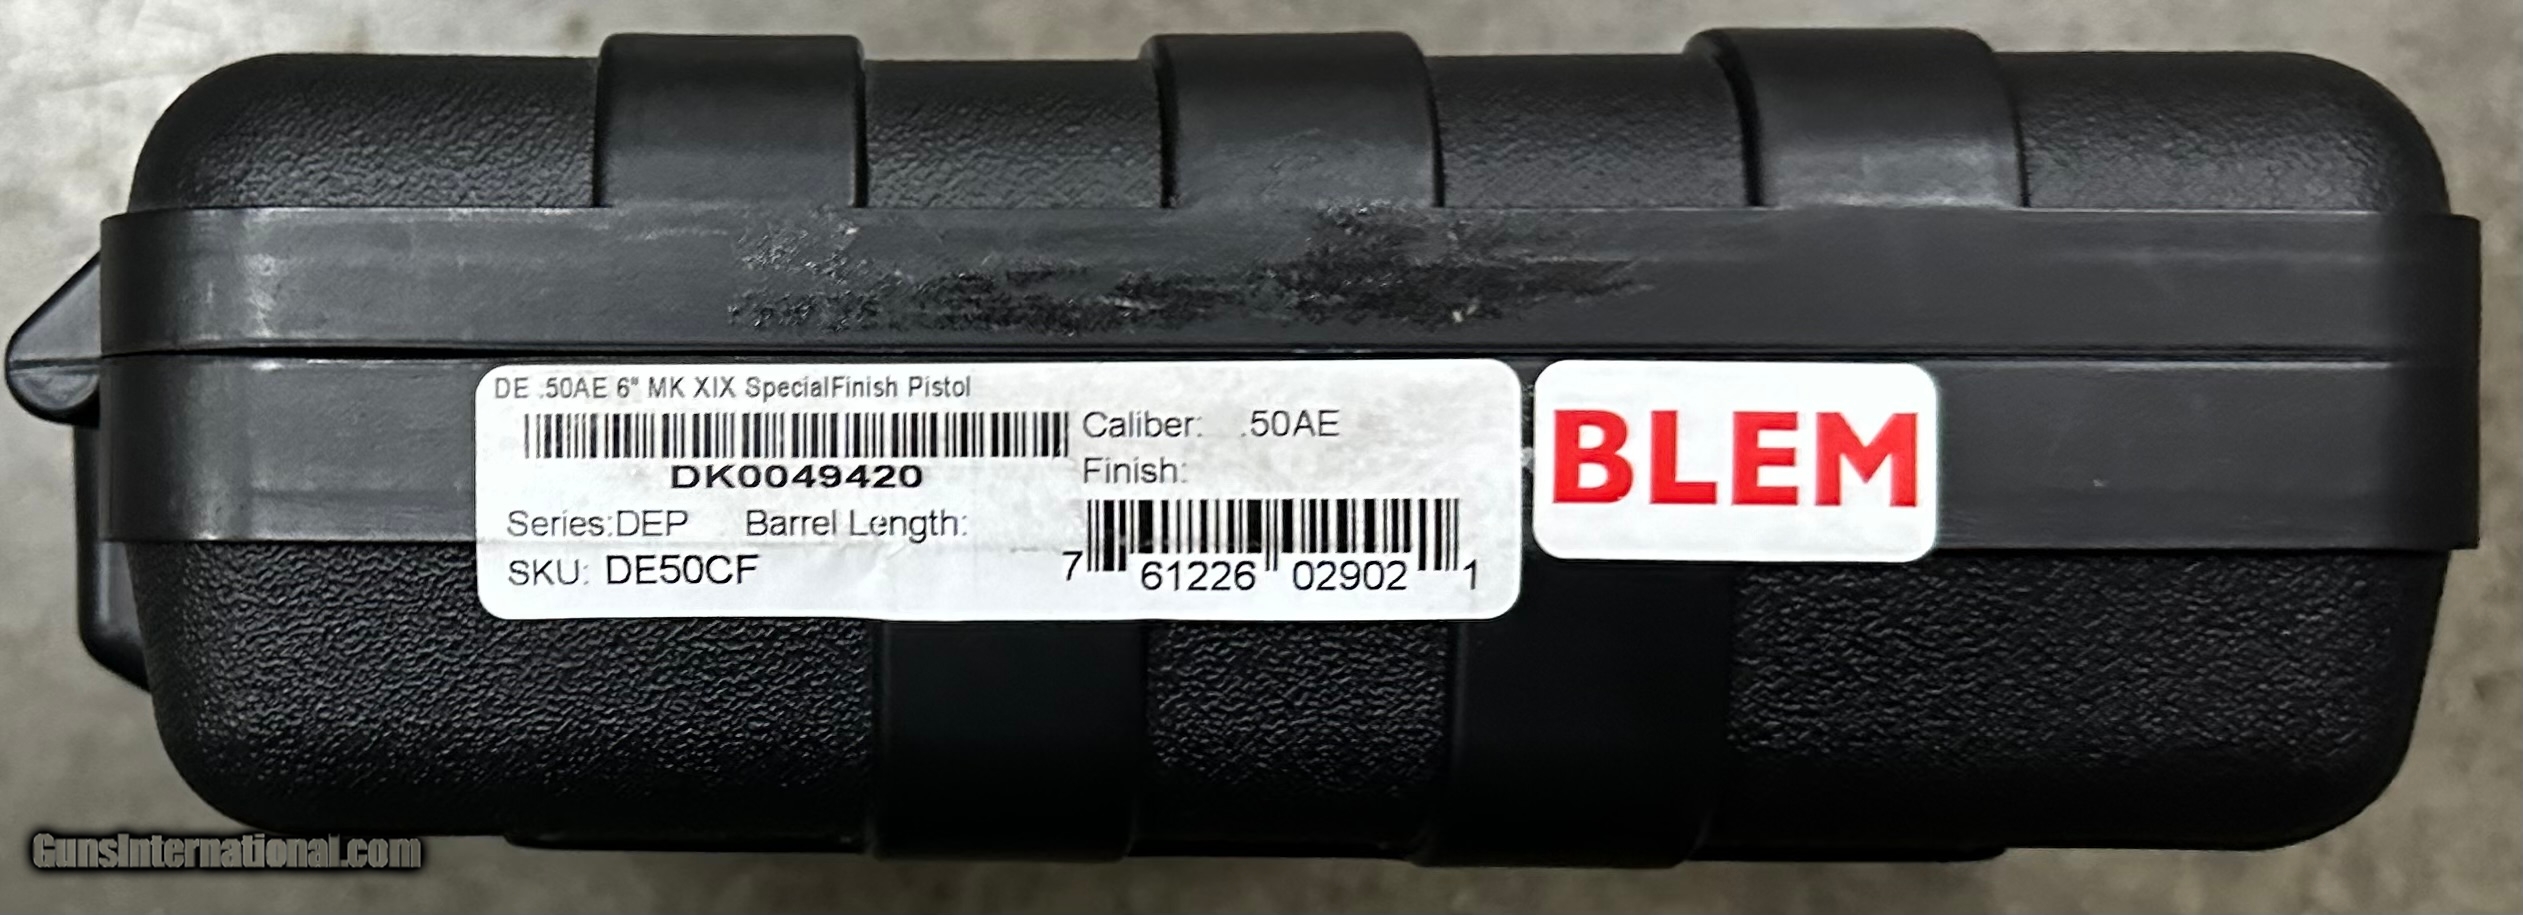 DE .50AE 6" MK XIX SpecialFinish Pistol
DK0049420
Caliber: .50AE
Finish:
Series:DEP Barrel Length:
SKU: DE50CF
7 61226 02902 1
BLEM
GunsInternational.com